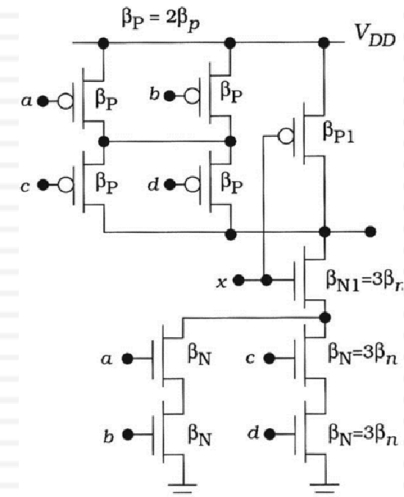 βP = 2βp
VDD
a βP b βP
βP1
c βP d βP
x βN1=3βn
a βN c βN=3βn
b βN d βN=3βn